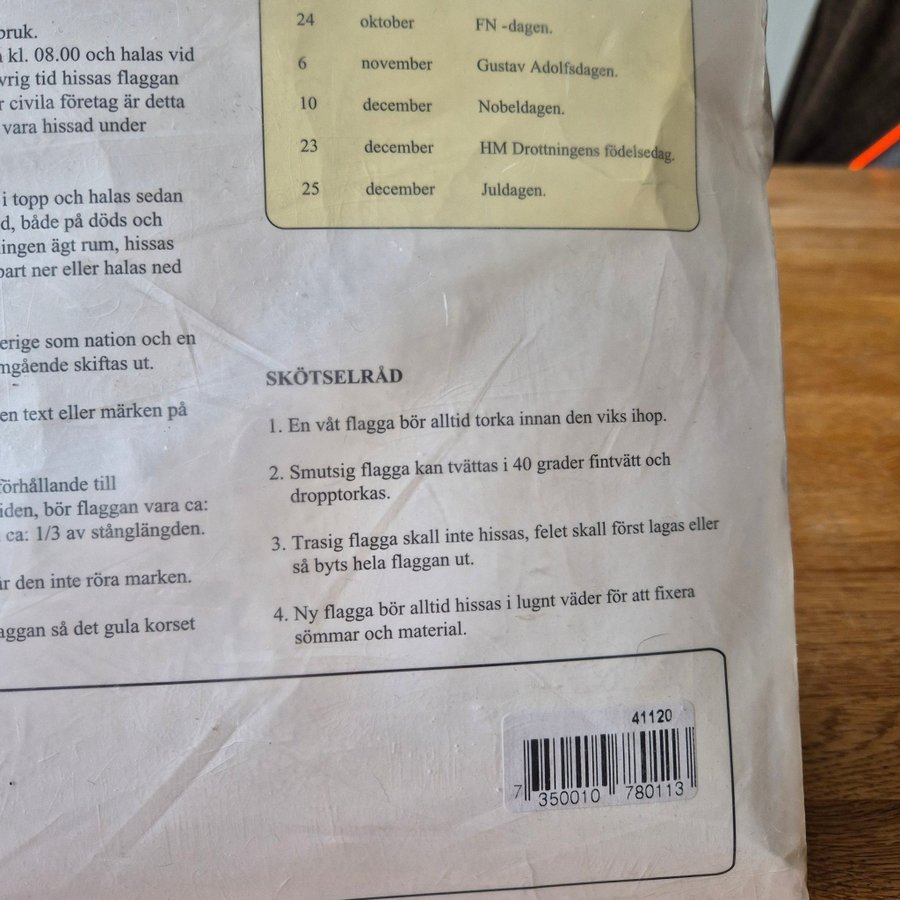 bruk.
kl. 08.00 och halas vid
vrig tid hissas flaggan
r civila företag är detta
vara hissad under
i topp och halas sedan
d, både på döds och
ingen ägt rum, hissas
part ner eller halas ned
erige som nation och en
mgående skiftas ut.
en text eller märken på
förhållande till
iden, bör flaggan vara ca:
ca: 1/3 av stånglängden.
är den inte röra marken.
aggan så det gula korset
24 oktober FN -dagen.
6 november Gustav Adolfsdagen.
10 december Nobeldagen.
23 december HM Drottningens födelsedag.
25 december Juldagen.
SKÖTSELRÅD
1. En våt flagga bör alltid torka innan den viks ihop.
2. Smutsig flagga kan tvättas i 40 grader fintvätt och
dropptorkas.
3. Trasig flagga skall inte hissas, felet skall först lagas eller
så byts hela flaggan ut.
4. Ny flagga bör alltid hissas i lugnt väder för att fixera
sömmar och material.
41120
7 350010 780113